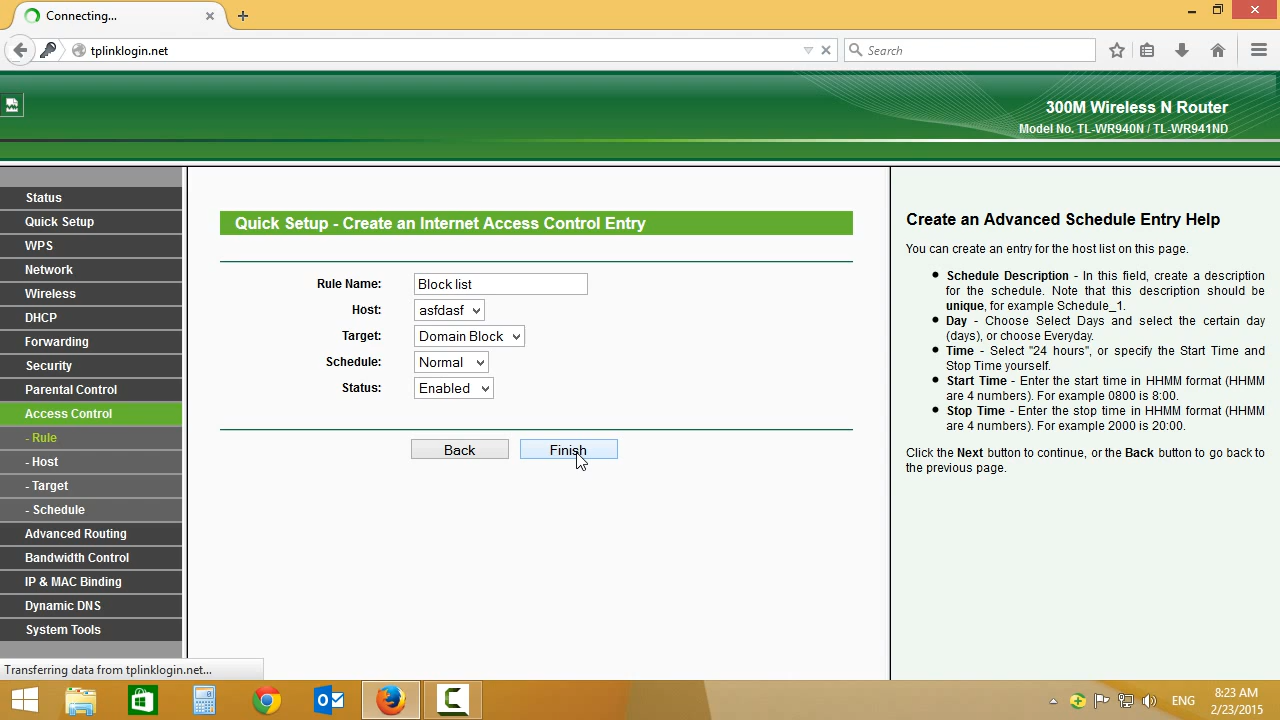 Connecting...
tplinklogin.net
Search
300M Wireless N Router
Model No. TL-WR940N / TL-WR941ND
Status
Quick Setup
WPS
Network
Wireless
DHCP
Forwarding
Security
Parental Control
Access Control
- Rule
- Host
- Target
- Schedule
Advanced Routing
Bandwidth Control
IP & MAC Binding
Dynamic DNS
System Tools
Quick Setup - Create an Internet Access Control Entry
Rule Name: Block list
Host: asfdasf
Target: Domain Block
Schedule: Normal
Status: Enabled
Back Finish
Create an Advanced Schedule Entry Help
You can create an entry for the host list on this page.
Schedule Description - In this field, create a description
for the schedule. Note that this description should be
unique, for example Schedule_1.
Day - Choose Select Days and select the certain day
(days), or choose Everyday.
Time - Select "24 hours", or specify the Start Time and
Stop Time yourself.
Start Time - Enter the start time in HHMM format (HHMM
are 4 numbers). For example 0800 is 8:00.
Stop Time - Enter the stop time in HHMM format (HHMM
are 4 numbers). For example 2000 is 20:00.
Click the Next button to continue, or the Back button to go back to
the previous page.
Transferring data from tplinklogin.net...
ENG
8:23 AM
2/23/2015